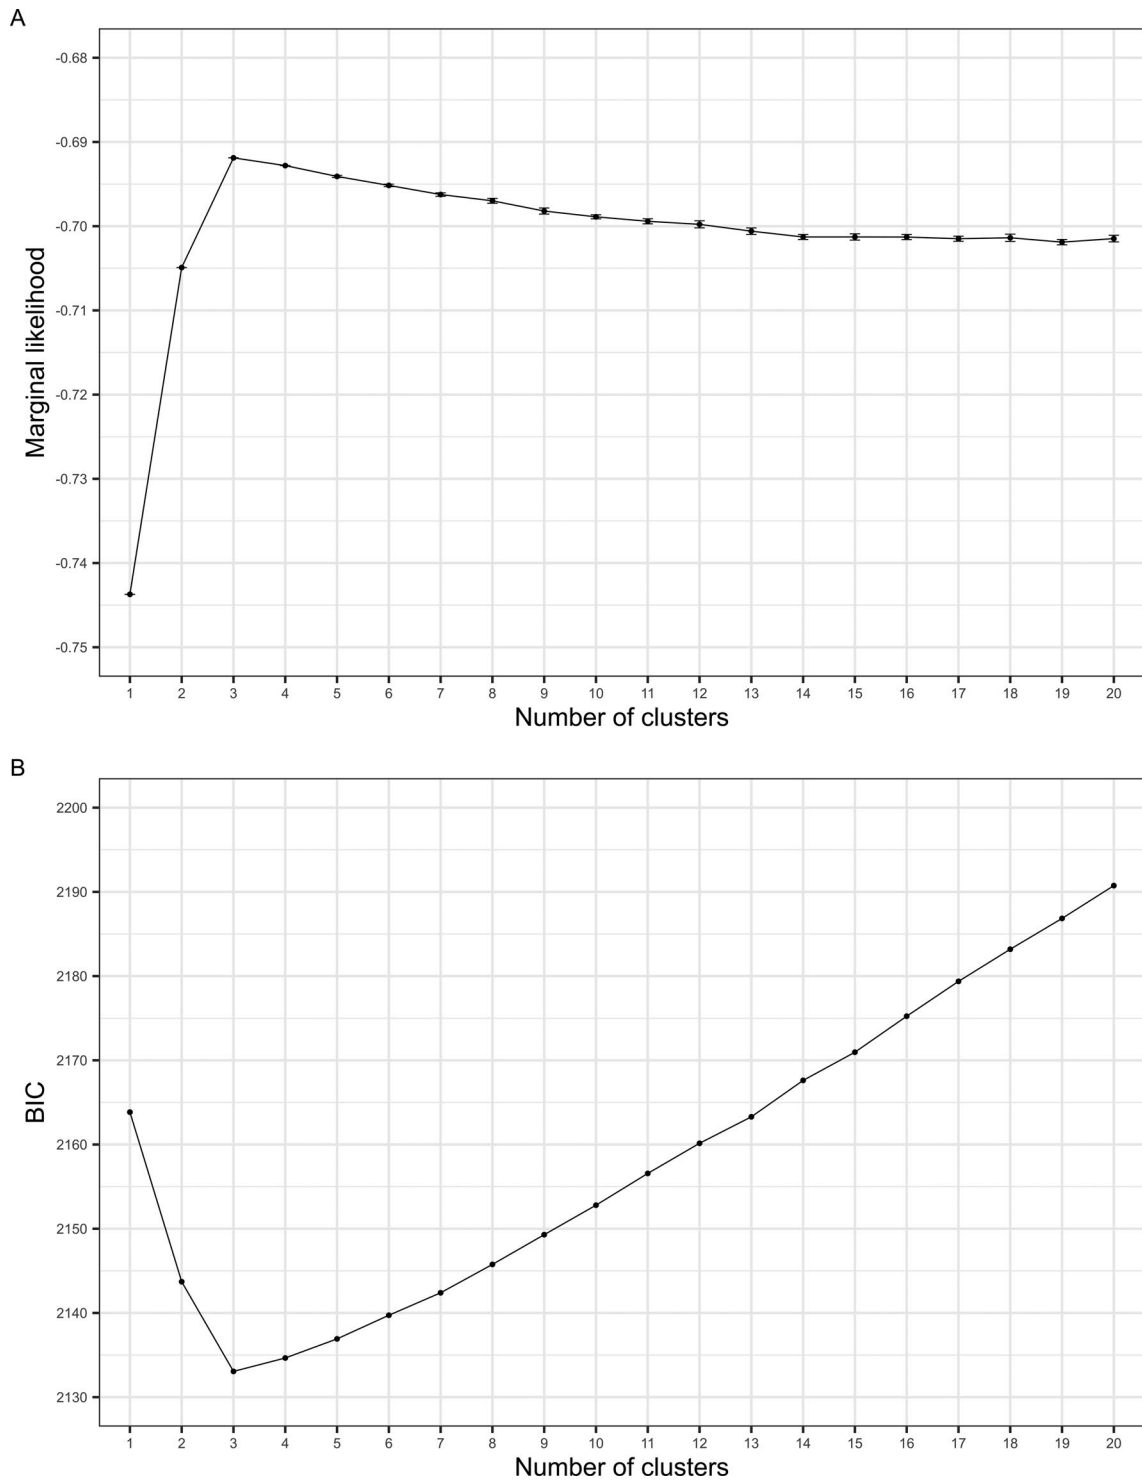 A
-0.68
-0.69
-0.70
-0.71
-0.72
-0.73
-0.74
-0.75
Marginal likelihood
1 2 3 4 5 6 7 8 9 10 11 12 13 14 15 16 17 18 19 20
Number of clusters
B
2200
2190
2180
2170
2160
2150
2140
2130
BIC
1 2 3 4 5 6 7 8 9 10 11 12 13 14 15 16 17 18 19 20
Number of clusters